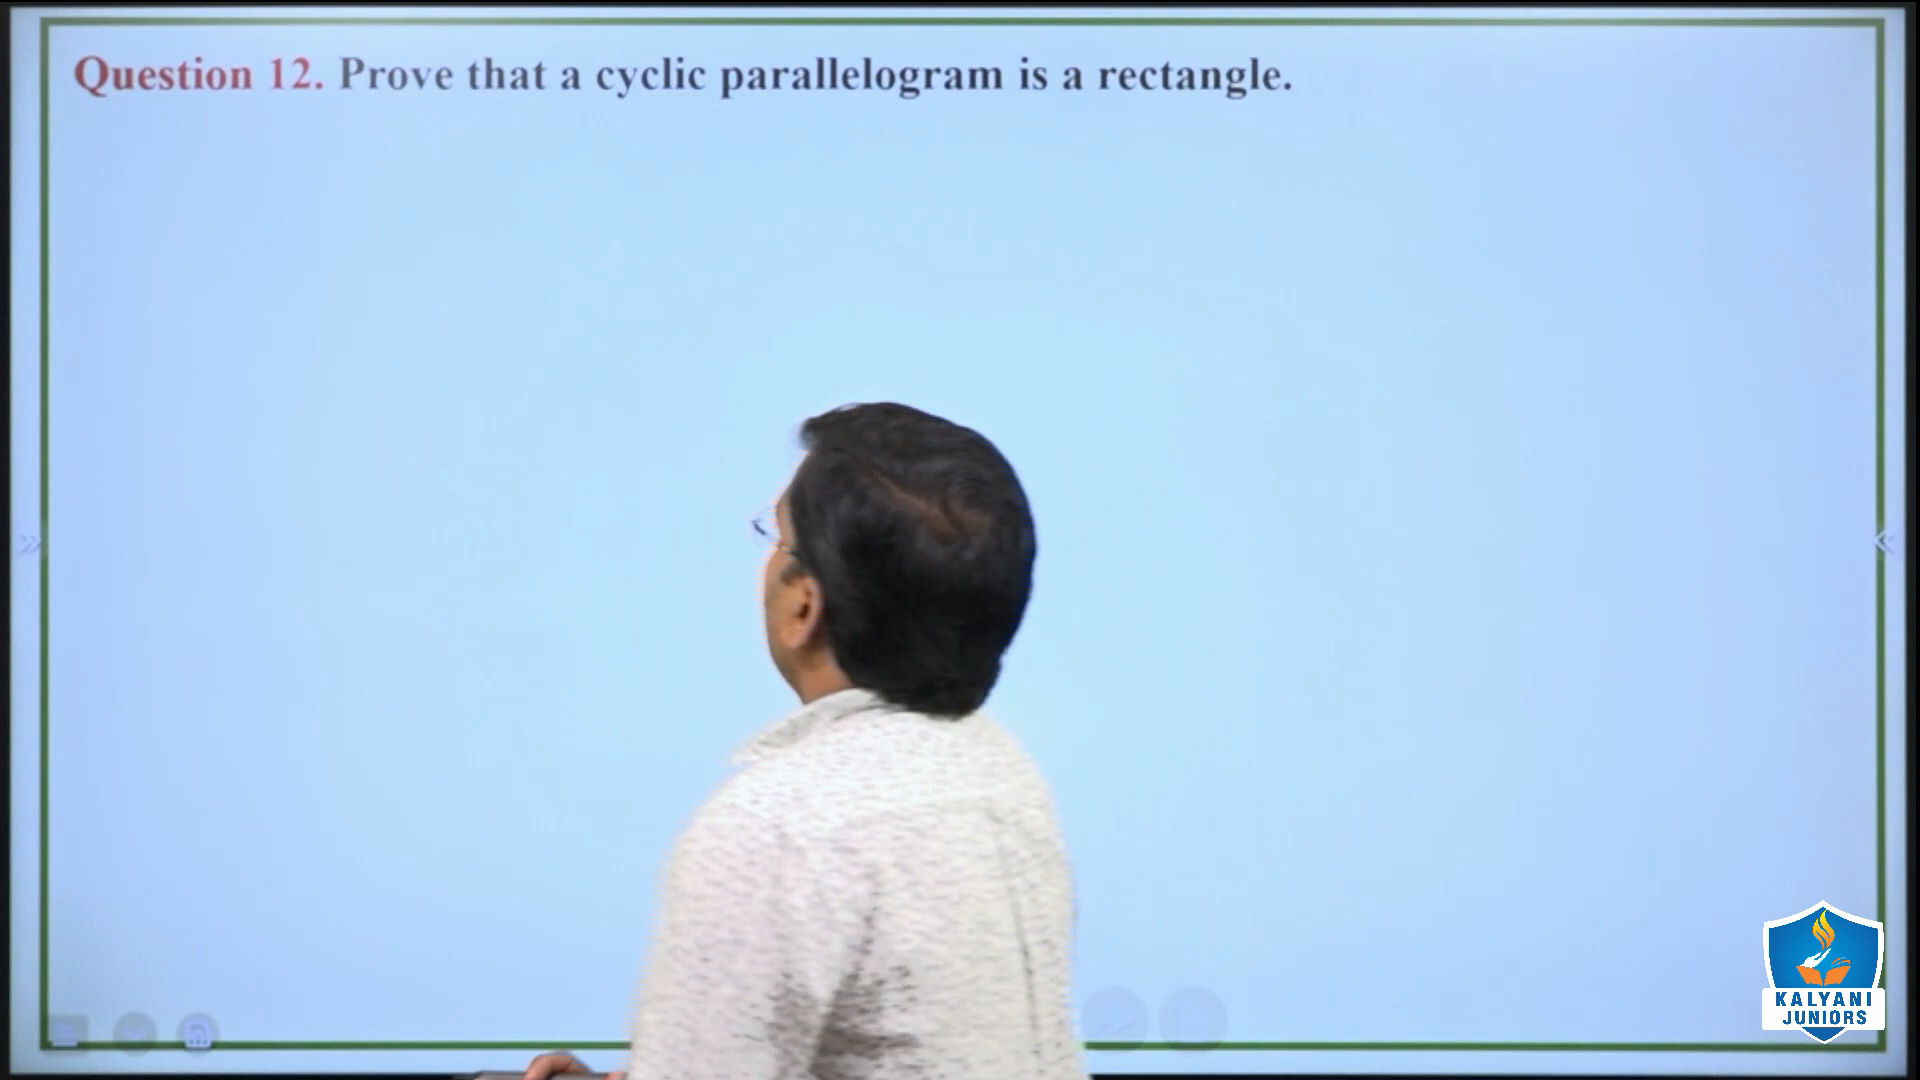 Question 12. Prove that a cyclic parallelogram is a rectangle.
KALYANI
JUNIORS